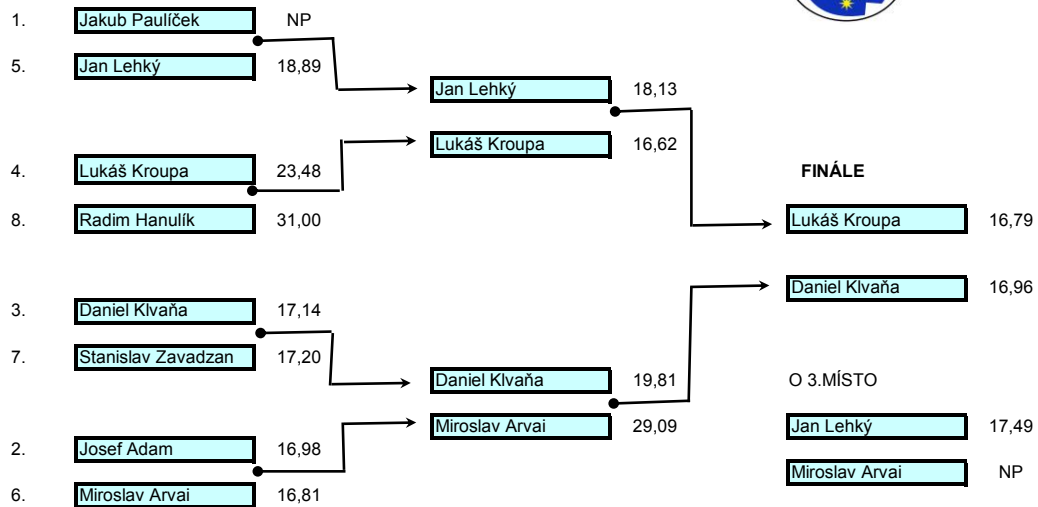 1. Jakub Paulíček NP
5. Jan Lehký 18,89
Jan Lehký 18,13
Lukáš Kroupa 16,62
4. Lukáš Kroupa 23,48
FINÁLE
8. Radim Hanulík 31,00
Lukáš Kroupa 16,79
Daniel Klvaňa 16,96
3. Daniel Klvaňa 17,14
7. Stanislav Zavadzan 17,20
Daniel Klvaňa 19,81
O 3.MÍSTO
Miroslav Arvai 29,09
Jan Lehký 17,49
2. Josef Adam 16,98
Miroslav Arvai NP
6. Miroslav Arvai 16,81